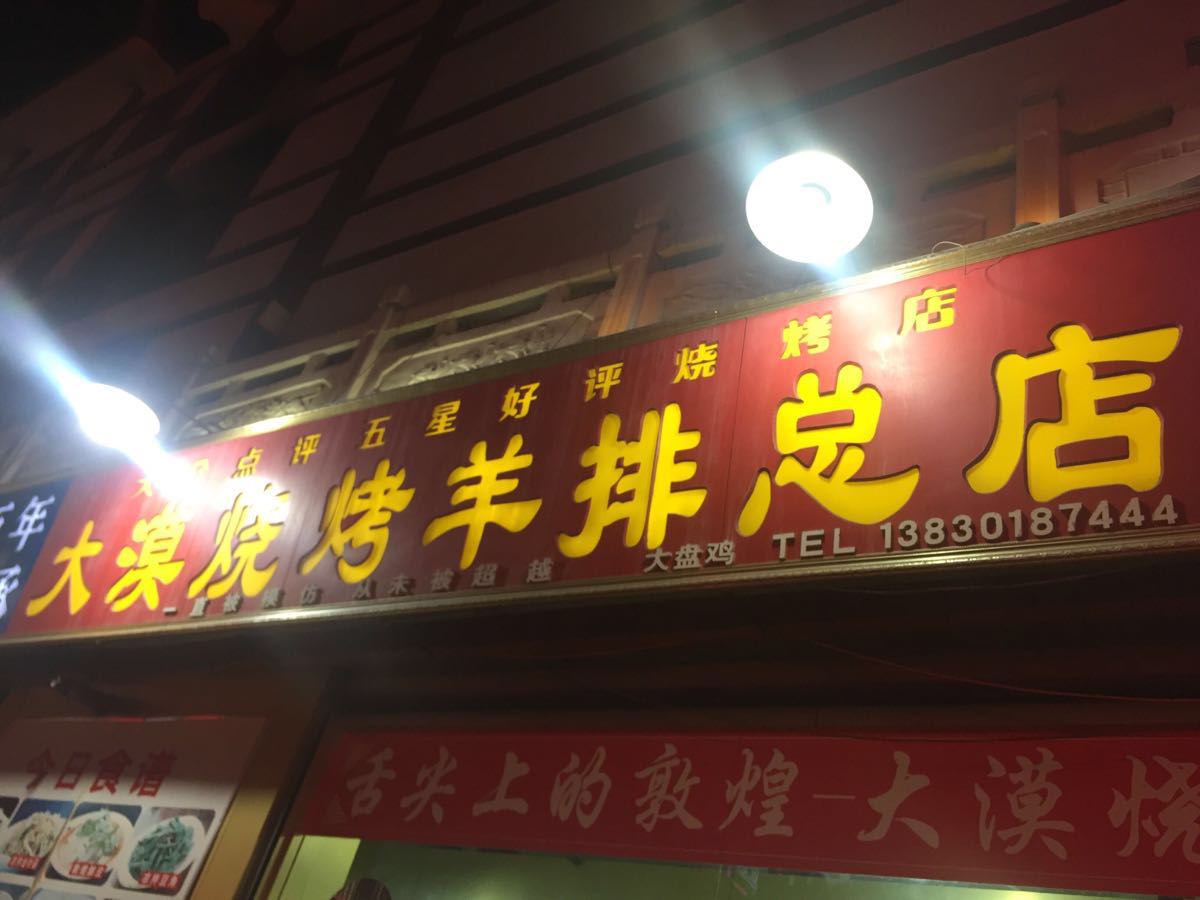 点评五星好评烧烤店
大漠烧烤羊排总店
一直被模仿 从未被超越
大盘鸡 TEL 13830187444
年
今日食谱
舌尖上的敦煌—大漠烧